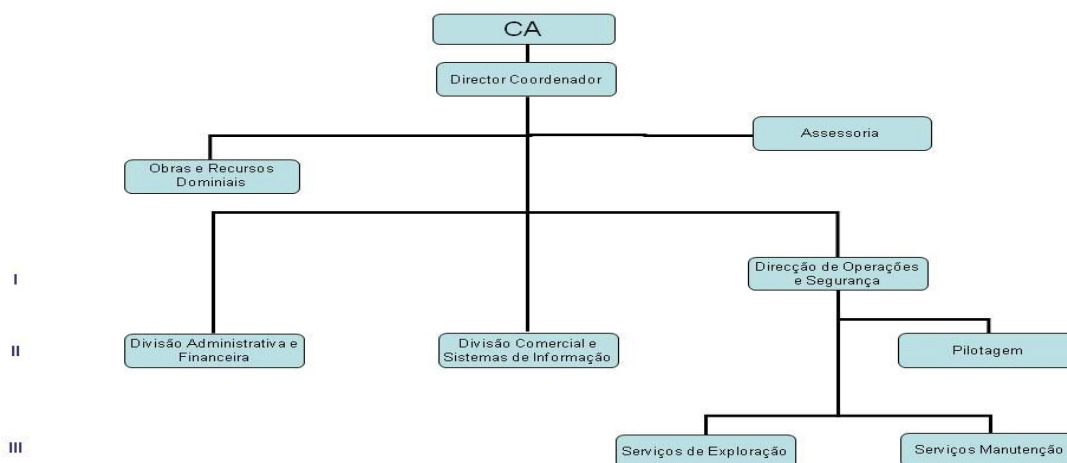 CA
Director Coordenador
Assessoria
Obras e Recursos
Dominiais
I
Direcção de Operações
e Segurança
II
Divisão Administrativa e
Financeira
Divisão Comercial e
Sistemas de Informação
Pilotagem
III
Serviços de Exploração
Serviços Manutenção